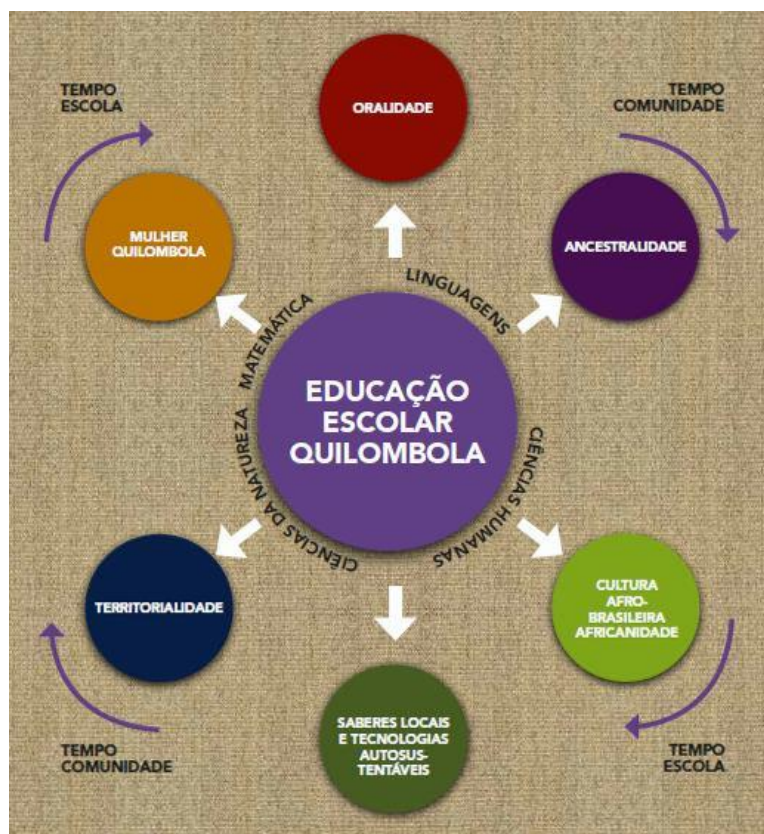 TEMPO
ESCOLA
ORALIDADE
TEMPO
COMUNIDADE
MULHER
QUILOMBOLA
ANCESTRALIDADE
MATEMÁTICA
LINGUAGENS
EDUCAÇÃO
ESCOLAR
QUILOMBOLA
CIÊNCIAS DA NATUREZA
CIÊNCIAS HUMANAS
TERRITORIALIDADE
CULTURA
AFRO-
BRASILEIRA
AFRICANIDADE
SABERES LOCAIS
E TECNOLOGIAS
AUTOSUS-
TENTÁVEIS
TEMPO
COMUNIDADE
TEMPO
ESCOLA